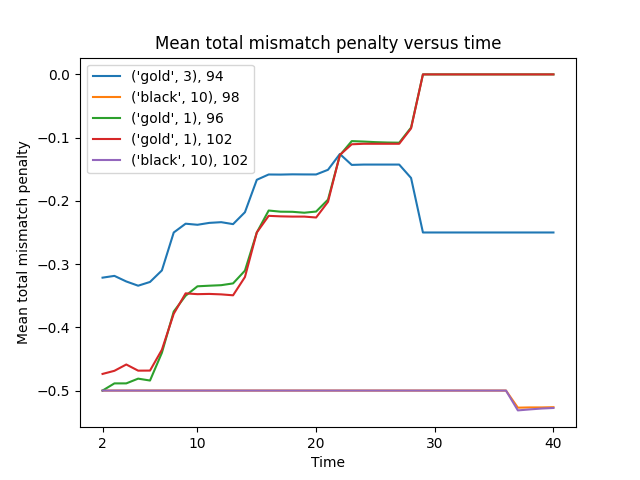 Mean total mismatch penalty versus time
('gold', 3), 94
('black', 10), 98
('gold', 1), 96
('gold', 1), 102
('black', 10), 102
Mean total mismatch penalty
0.0
−0.1
−0.2
−0.3
−0.4
−0.5
2 10 20 30 40
Time